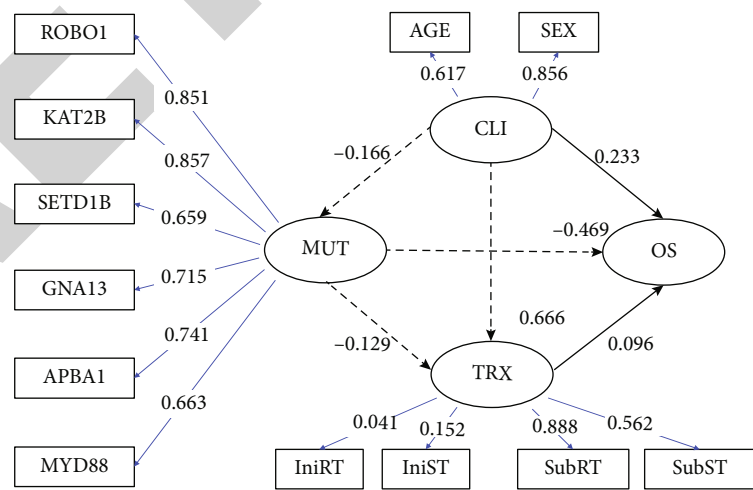 ROBO1
AGE
SEX
0.617
0.856
0.851
KAT2B
CLI
0.857
−0.166
0.233
SETD1B
0.659
−0.469
MUT
OS
0.715
GNA13
0.741
−0.129
0.666
0.096
APBA1
TRX
0.663
0.041
0.152
0.888
0.562
MYD88
IniRT
IniST
SubRT
SubST